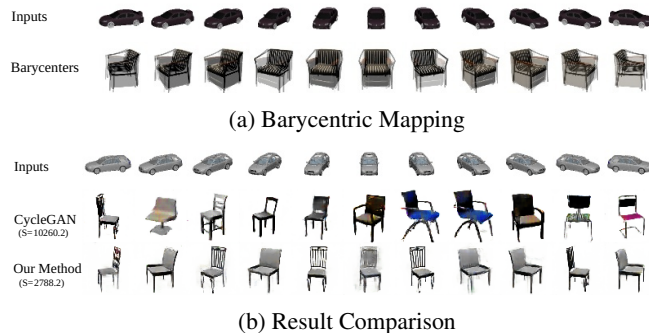 Inputs
Barycenters
(a) Barycentric Mapping
Inputs
CycleGAN
(S=10260.2)
Our Method
(S=2788.2)
(b) Result Comparison